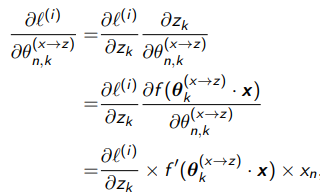 ∂ℓ^(i)/∂θ_{n,k}^{(x→z)} = ∂ℓ^(i)/∂z_k ∂z_k/∂θ_{n,k}^{(x→z)}
= ∂ℓ^(i)/∂z_k ∂f(θ_k^{(x→z)} · x)/∂θ_{n,k}^{(x→z)}
= ∂ℓ^(i)/∂z_k × f′(θ_k^{(x→z)} · x) × x_n.